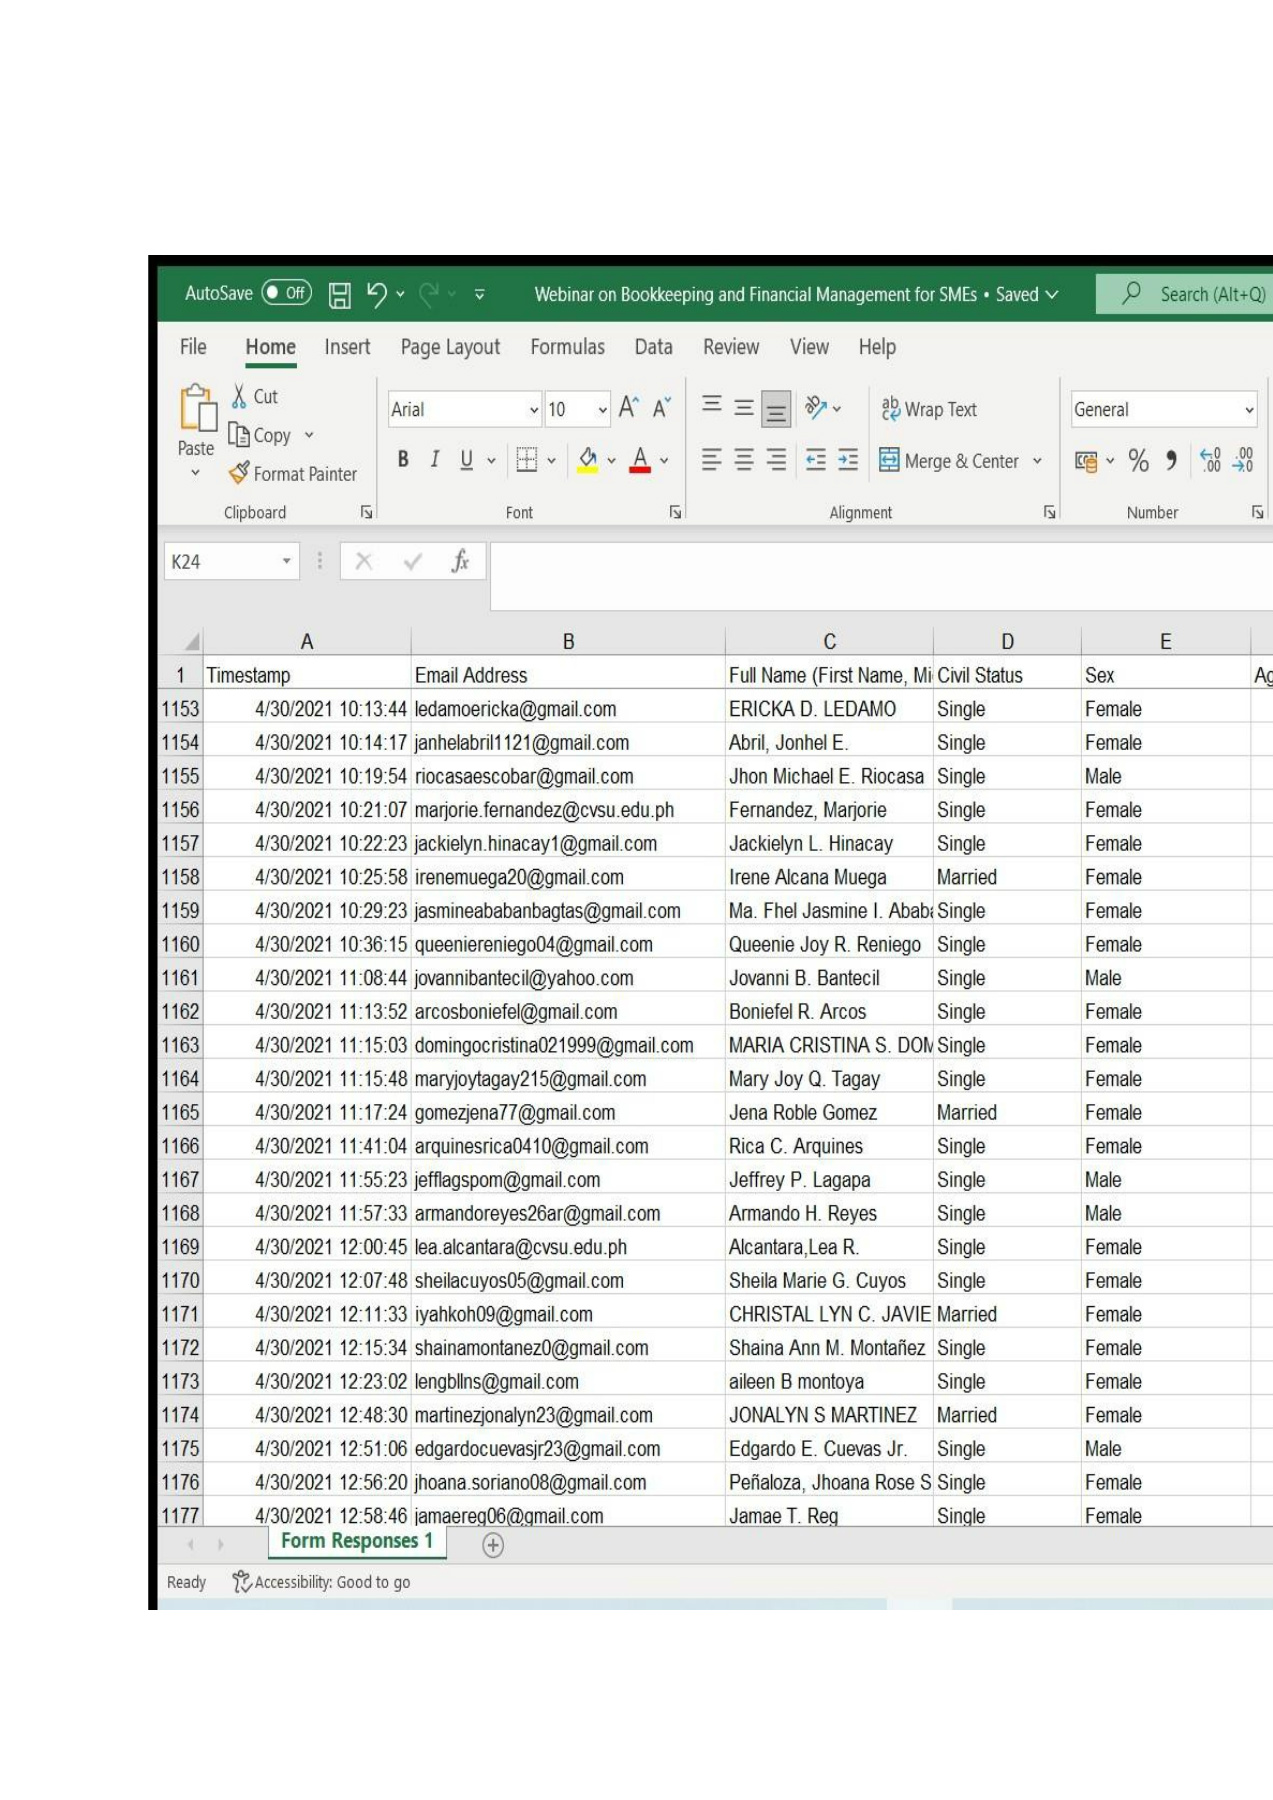 AutoSave Off Webinar on Bookkeeping and Financial Management for SMEs • Saved Search (Alt+Q)
File Home Insert Page Layout Formulas Data Review View Help
Cut
Arial 10 A A Wrap Text General
Copy
Paste
B I U A Merge & Center % 9 .00 .00
Format Painter
Clipboard Font Alignment Number
K24 fx
A B C D E
1 Timestamp Email Address Full Name (First Name, Mi Civil Status Sex Ag
1153 4/30/2021 10:13:44 ledamoericka@gmail.com ERICKA D. LEDAMO Single Female
1154 4/30/2021 10:14:17 janhelabril1121@gmail.com Abril, Jonhel E. Single Female
1155 4/30/2021 10:19:54 riocasaescobar@gmail.com Jhon Michael E. Riocasa Single Male
1156 4/30/2021 10:21:07 marjorie.fernandez@cvsu.edu.ph Fernandez, Marjorie Single Female
1157 4/30/2021 10:22:23 jackielyn.hinacay1@gmail.com Jackielyn L. Hinacay Single Female
1158 4/30/2021 10:25:58 irenemuega20@gmail.com Irene Alcana Muega Married Female
1159 4/30/2021 10:29:23 jasmineababanbagtas@gmail.com Ma. Fhel Jasmine I. Ababa Single Female
1160 4/30/2021 10:36:15 queeniereniego04@gmail.com Queenie Joy R. Reniego Single Female
1161 4/30/2021 11:08:44 jovannibantecil@yahoo.com Jovanni B. Bantecil Single Male
1162 4/30/2021 11:13:52 arcosboniefel@gmail.com Boniefel R. Arcos Single Female
1163 4/30/2021 11:15:03 domingocristina021999@gmail.com MARIA CRISTINA S. DOM Single Female
1164 4/30/2021 11:15:48 maryjoytagay215@gmail.com Mary Joy Q. Tagay Single Female
1165 4/30/2021 11:17:24 gomezjena77@gmail.com Jena Roble Gomez Married Female
1166 4/30/2021 11:41:04 arquinesrica0410@gmail.com Rica C. Arquines Single Female
1167 4/30/2021 11:55:23 jefflagspom@gmail.com Jeffrey P. Lagapa Single Male
1168 4/30/2021 11:57:33 armandoreyes26ar@gmail.com Armando H. Reyes Single Male
1169 4/30/2021 12:00:45 lea.alcantara@cvsu.edu.ph Alcantara,Lea R. Single Female
1170 4/30/2021 12:07:48 sheilacuyos05@gmail.com Sheila Marie G. Cuyos Single Female
1171 4/30/2021 12:11:33 iyahkoh09@gmail.com CHRISTAL LYN C. JAVIE Married Female
1172 4/30/2021 12:15:34 shainamontanez0@gmail.com Shaina Ann M. Montañez Single Female
1173 4/30/2021 12:23:02 lengbllns@gmail.com aileen B montoya Single Female
1174 4/30/2021 12:48:30 martinezjonalyn23@gmail.com JONALYN S MARTINEZ Married Female
1175 4/30/2021 12:51:06 edgardocuevasjr23@gmail.com Edgardo E. Cuevas Jr. Single Male
1176 4/30/2021 12:56:20 jhoana.soriano08@gmail.com Peñaloza, Jhoana Rose S Single Female
1177 4/30/2021 12:58:46 jamaereg06@gmail.com Jamae T. Reg Single Female
Form Responses 1
Ready Accessibility: Good to go